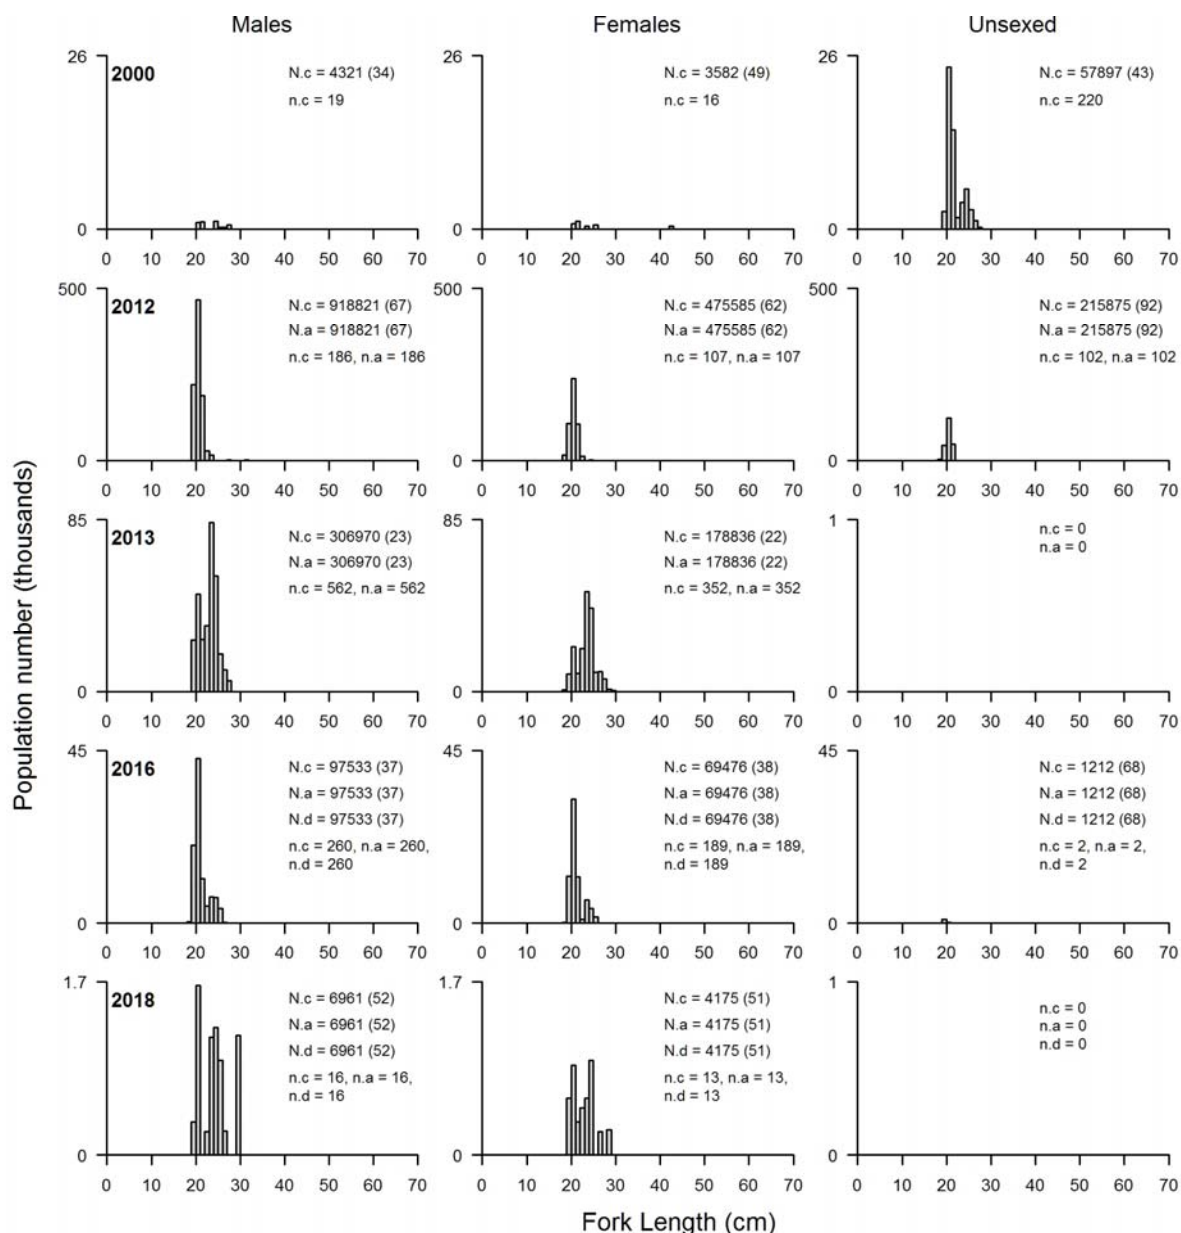 Males Females Unsexed
26 26 26
2000 N.c = 4321 (34) N.c = 3582 (49) N.c = 57897 (43)
n.c = 19 n.c = 16 n.c = 220
0 0 0
0 10 20 30 40 50 60 70 0 10 20 30 40 50 60 70 0 10 20 30 40 50 60 70
500 500 500
2012 N.c = 918821 (67) N.c = 475585 (62) N.c = 215875 (92)
N.a = 918821 (67) N.a = 475585 (62) N.a = 215875 (92)
n.c = 186, n.a = 186 n.c = 107, n.a = 107 n.c = 102, n.a = 102
0 0 0
0 10 20 30 40 50 60 70 0 10 20 30 40 50 60 70 0 10 20 30 40 50 60 70
85 85 1
2013 N.c = 306970 (23) N.c = 178836 (22) n.c = 0
N.a = 306970 (23) N.a = 178836 (22) n.a = 0
n.c = 562, n.a = 562 n.c = 352, n.a = 352
0 0 0
0 10 20 30 40 50 60 70 0 10 20 30 40 50 60 70 0 10 20 30 40 50 60 70
45 45 45
2016 N.c = 97533 (37) N.c = 69476 (38) N.c = 1212 (68)
N.a = 97533 (37) N.a = 69476 (38) N.a = 1212 (68)
N.d = 97533 (37) N.d = 69476 (38) N.d = 1212 (68)
n.c = 260, n.a = 260, n.c = 189, n.a = 189, n.c = 2, n.a = 2,
n.d = 260 n.d = 189 n.d = 2
0 0 0
0 10 20 30 40 50 60 70 0 10 20 30 40 50 60 70 0 10 20 30 40 50 60 70
1.7 1.7 1
2018 N.c = 6961 (52) N.c = 4175 (51) n.c = 0
N.a = 6961 (52) N.a = 4175 (51) n.a = 0
N.d = 6961 (52) N.d = 4175 (51) n.d = 0
n.c = 16, n.a = 16, n.c = 13, n.a = 13,
n.d = 16 n.d = 13
0 0 0
0 10 20 30 40 50 60 70 0 10 20 30 40 50 60 70 0 10 20 30 40 50 60 70
Population number (thousands)
Fork Length (cm)